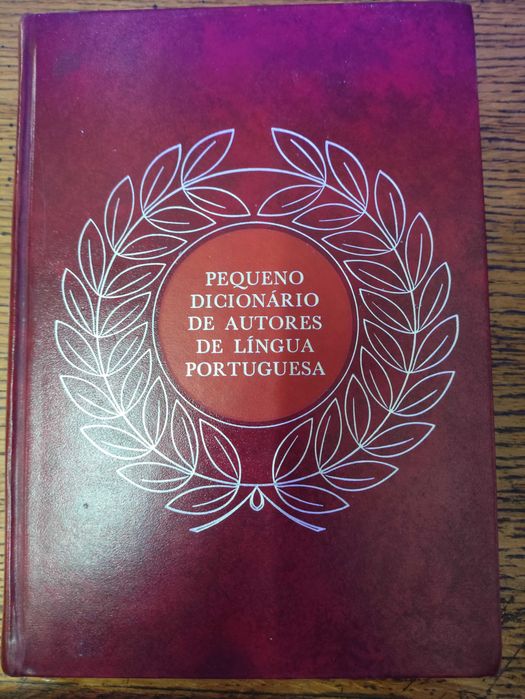 PEQUENO
DICIONÁRIO
DE AUTORES
DE LÍNGUA
PORTUGUESA